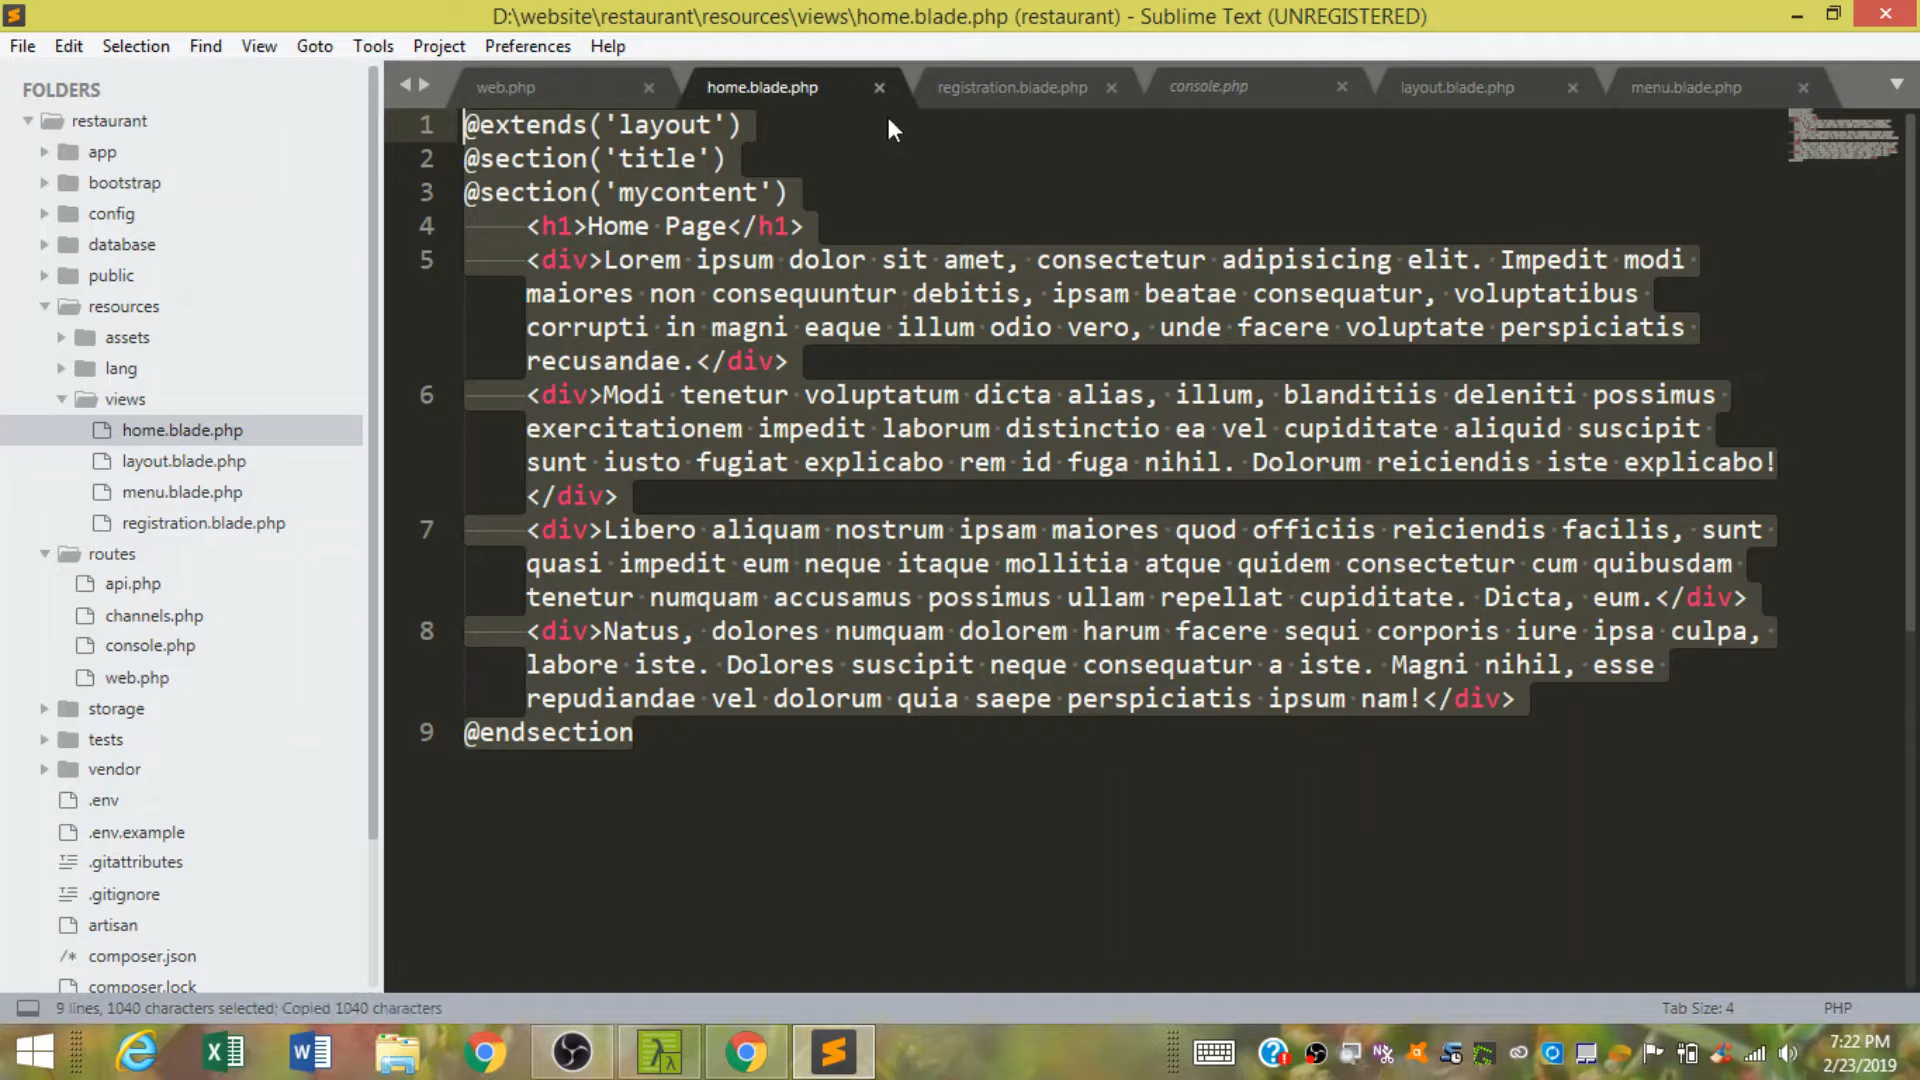 D:\website\restaurant\resources\views\home.blade.php (restaurant) - Sublime Text (UNREGISTERED)
File Edit Selection Find View Goto Tools Project Preferences Help
FOLDERS
restaurant
app
bootstrap
config
database
public
resources
assets
lang
views
home.blade.php
layout.blade.php
menu.blade.php
registration.blade.php
routes
api.php
channels.php
console.php
web.php
storage
tests
vendor
.env
.env.example
.gitattributes
.gitignore
artisan
composer.json
composer.lock
web.php home.blade.php registration.blade.php console.php layout.blade.php menu.blade.php
1 @extends('layout')
2 @section('title')
3 @section('mycontent')
4 <h1>Home Page</h1>
5 <div>Lorem ipsum dolor sit amet, consectetur adipisicing elit. Impedit modi
maiores non consequuntur debitis, ipsam beatae consequatur, voluptatibus
corrupti in magni eaque illum odio vero, unde facere voluptate perspiciatis
recusandae.</div>
6 <div>Modi tenetur voluptatum dicta alias, illum, blanditiis deleniti possimus
exercitationem impedit laborum distinctio ea vel cupiditate aliquid suscipit
sunt iusto fugiat explicabo rem id fuga nihil. Dolorum reiciendis iste explicabo!
</div>
7 <div>Libero aliquam nostrum ipsam maiores quod officiis reiciendis facilis, sunt
quasi impedit eum neque itaque mollitia atque quidem consectetur cum quibusdam
tenetur numquam accusamus possimus ullam repellat cupiditate. Dicta, eum.</div>
8 <div>Natus, dolores numquam dolorem harum facere sequi corporis iure ipsa culpa,
labore iste. Dolores suscipit neque consequatur a iste. Magni nihil, esse
repudiandae vel dolorum quia saepe perspiciatis ipsum nam!</div>
9 @endsection
9 lines, 1040 characters selected; Copied 1040 characters
Tab Size: 4 PHP
7:22 PM
2/23/2019